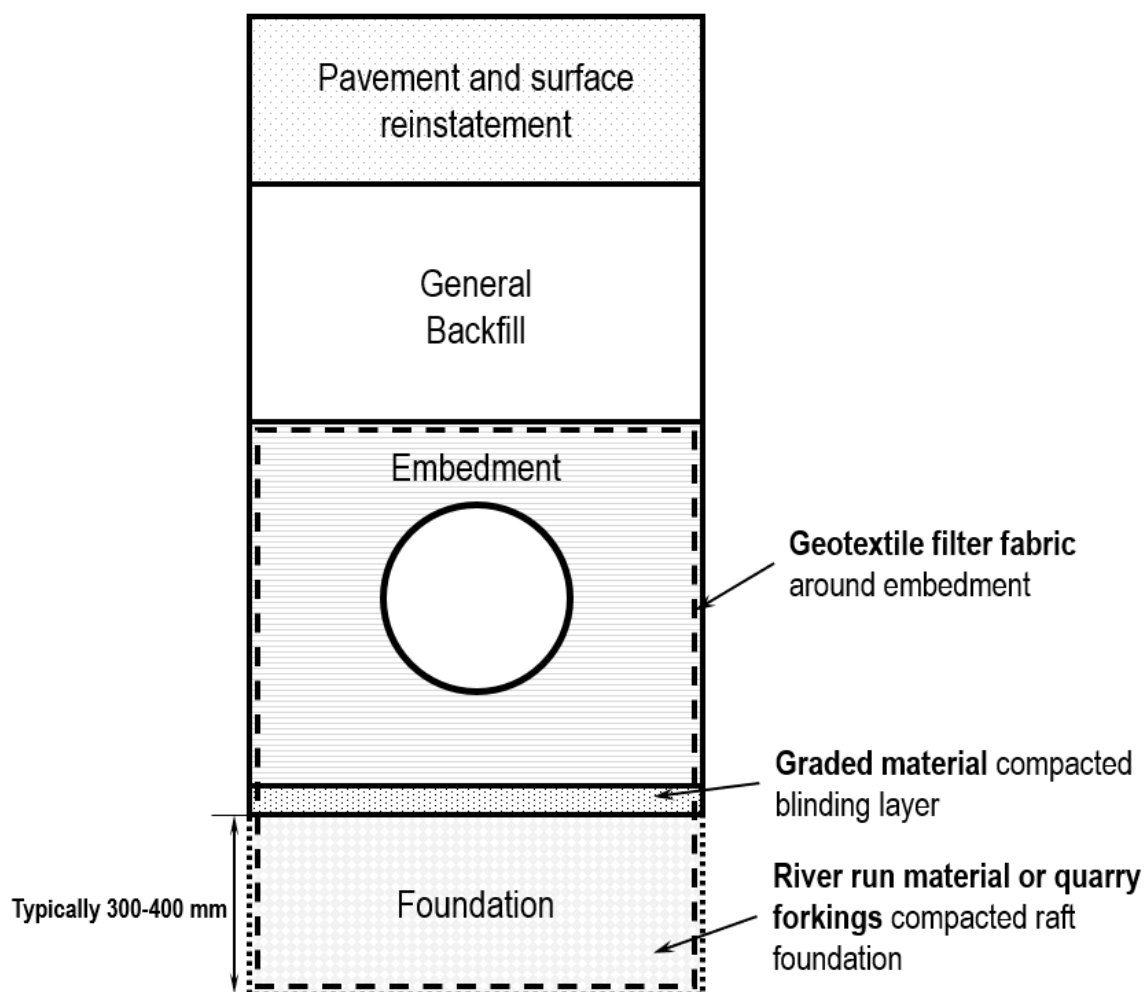 Pavement and surface
reinstatement
General
Backfill
Embedment
Geotextile filter fabric
around embedment
Graded material compacted
blinding layer
Foundation
Typically 300-400 mm
River run material or quarry
forkings compacted raft
foundation